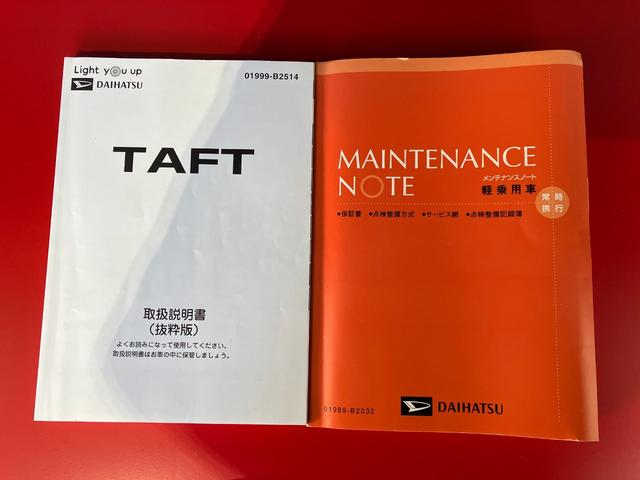 Light you up
DAIHATSU
01999-B2514
TAFT
取扱説明書
(抜粋版)
よくお読みになって使用してください。
取扱説明書はお車の中に保管しましょう。
MAINTENANCE
NOTE
メンテナンスノート
軽乗用車
常時
携行
●保証書 ●点検整備方式 ●サービス網 ●点検整備記録簿
01989-B2032
DAIHATSU